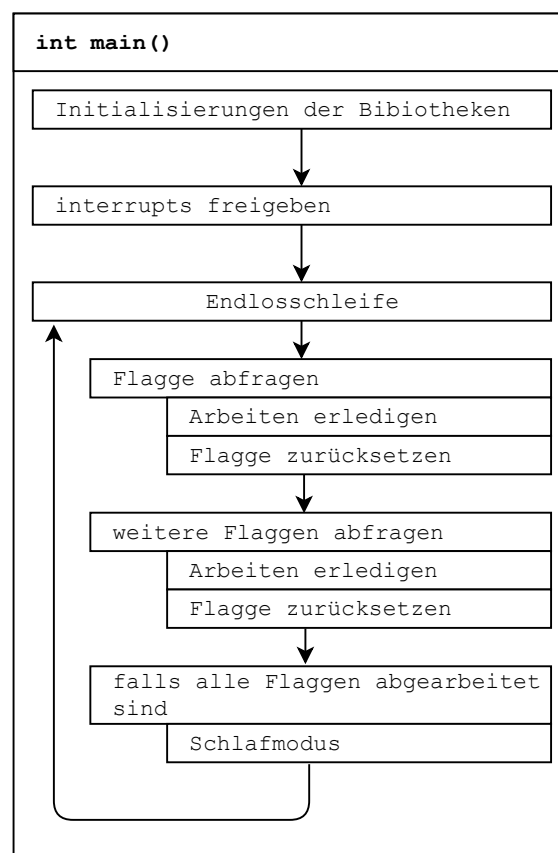 int main()
Initialisierungen der Bibiotheken
interrupts freigeben
Endlosschleife
Flagge abfragen
Arbeiten erledigen
Flagge zurücksetzen
weitere Flaggen abfragen
Arbeiten erledigen
Flagge zurücksetzen
falls alle Flaggen abgearbeitet
sind
Schlafmodus